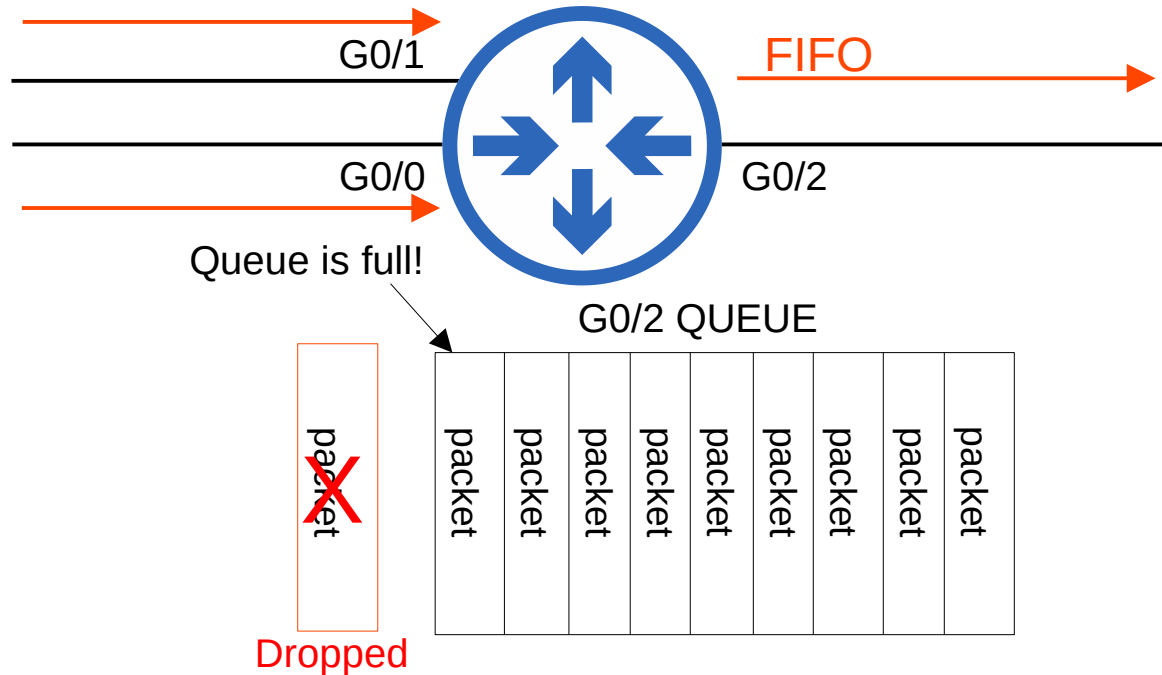 G0/1
FIFO
G0/0
G0/2
Queue is full!
G0/2 QUEUE
packet
X
packet
packet
packet
packet
packet
packet
packet
packet
packet
Dropped